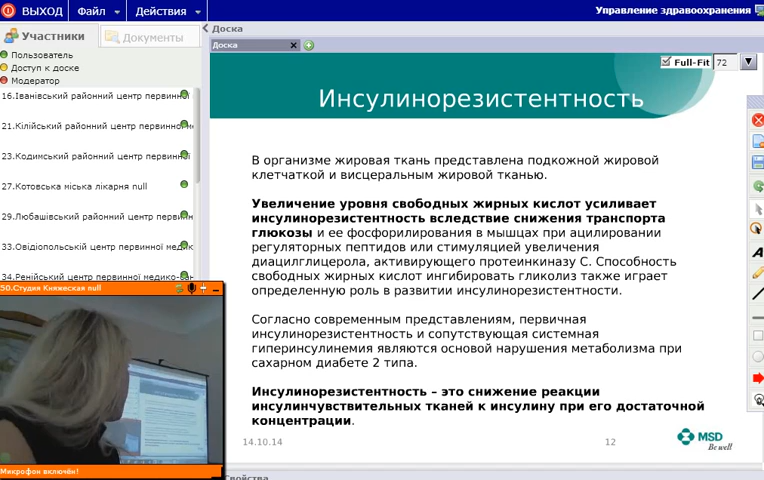 ВЫХОД Файл Действия
Управление здравоохранения
Участники Документы
Пользователь
Доступ к доске
Модератор
16.Іванівський районний центр первинної
21.Кілійський районний центр первинної м
23.Кодимський районний центр первинної
27.Котовська міська лікарня null
29.Любашівський районний центр первинн
33.Овідіопольській центр первинної медик
34.Ренійський центр первинної медико-сан
50.Студия Княжеская null
Микрофон включён!
Доска
Доска
Full-Fit 72
Инсулинорезистентность
В организме жировая ткань представлена подкожной жировой
клетчаткой и висцеральным жировой тканью.
Увеличение уровня свободных жирных кислот усиливает
инсулинорезистентность вследствие снижения транспорта
глюкозы и ее фосфорилирования в мышцах при ацилировании
регуляторных пептидов или стимуляцией увеличения
диацилглицерола, активирующего протеинкиназу С. Способность
свободных жирных кислот ингибировать гликолиз также играет
определенную роль в развитии инсулинорезистентности.
Согласно современным представлениям, первичная
инсулинорезистентность и сопутствующая системная
гиперинсулинемия являются основой нарушения метаболизма при
сахарном диабете 2 типа.
Инсулинорезистентность – это снижение реакции
инсулинчувствительных тканей к инсулину при его достаточной
концентрации.
14.10.14 12
MSD
Be well
Свойства